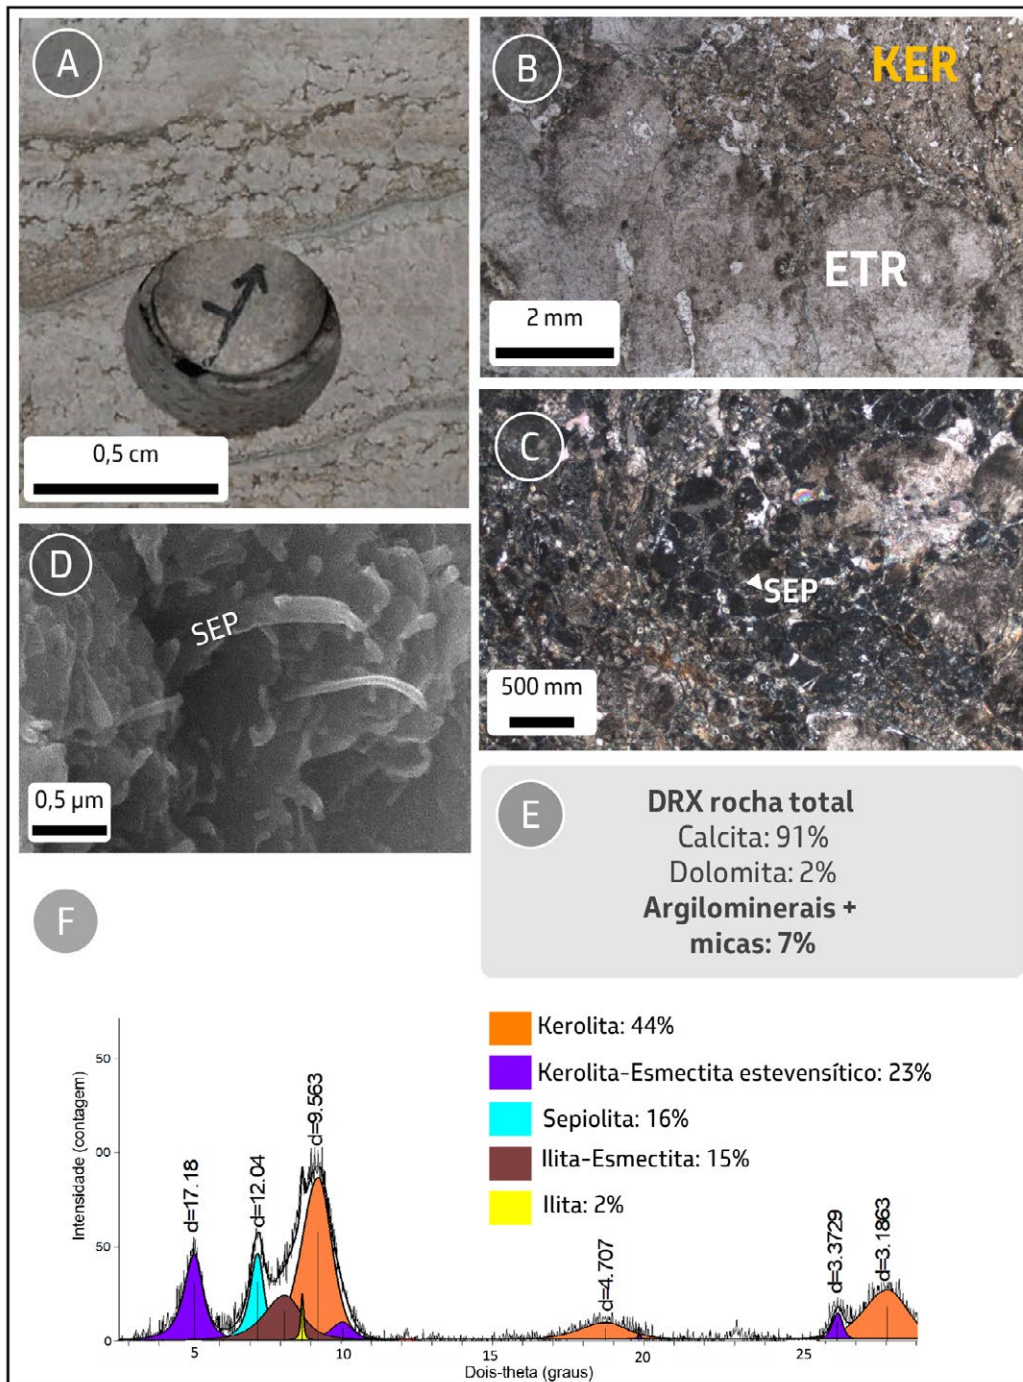 A
0,5 cm
B
KER
ETR
2 mm
C
SEP
500 mm
D
SEP
0,5 µm
E
DRX rocha total
Calcita: 91%
Dolomita: 2%
Argilominerais +
micas: 7%
F
Kerolita: 44%
Kerolita-Esmectita estevensítico: 23%
Sepiolita: 16%
Ilita-Esmectita: 15%
Ilita: 2%
Intensidade (contagem)
50
00
50
0
d=17.18
d=12.04
d=9.563
d=4.707
d=3.3729
d=3.1863
5
10
15
20
25
Dois-theta (graus)